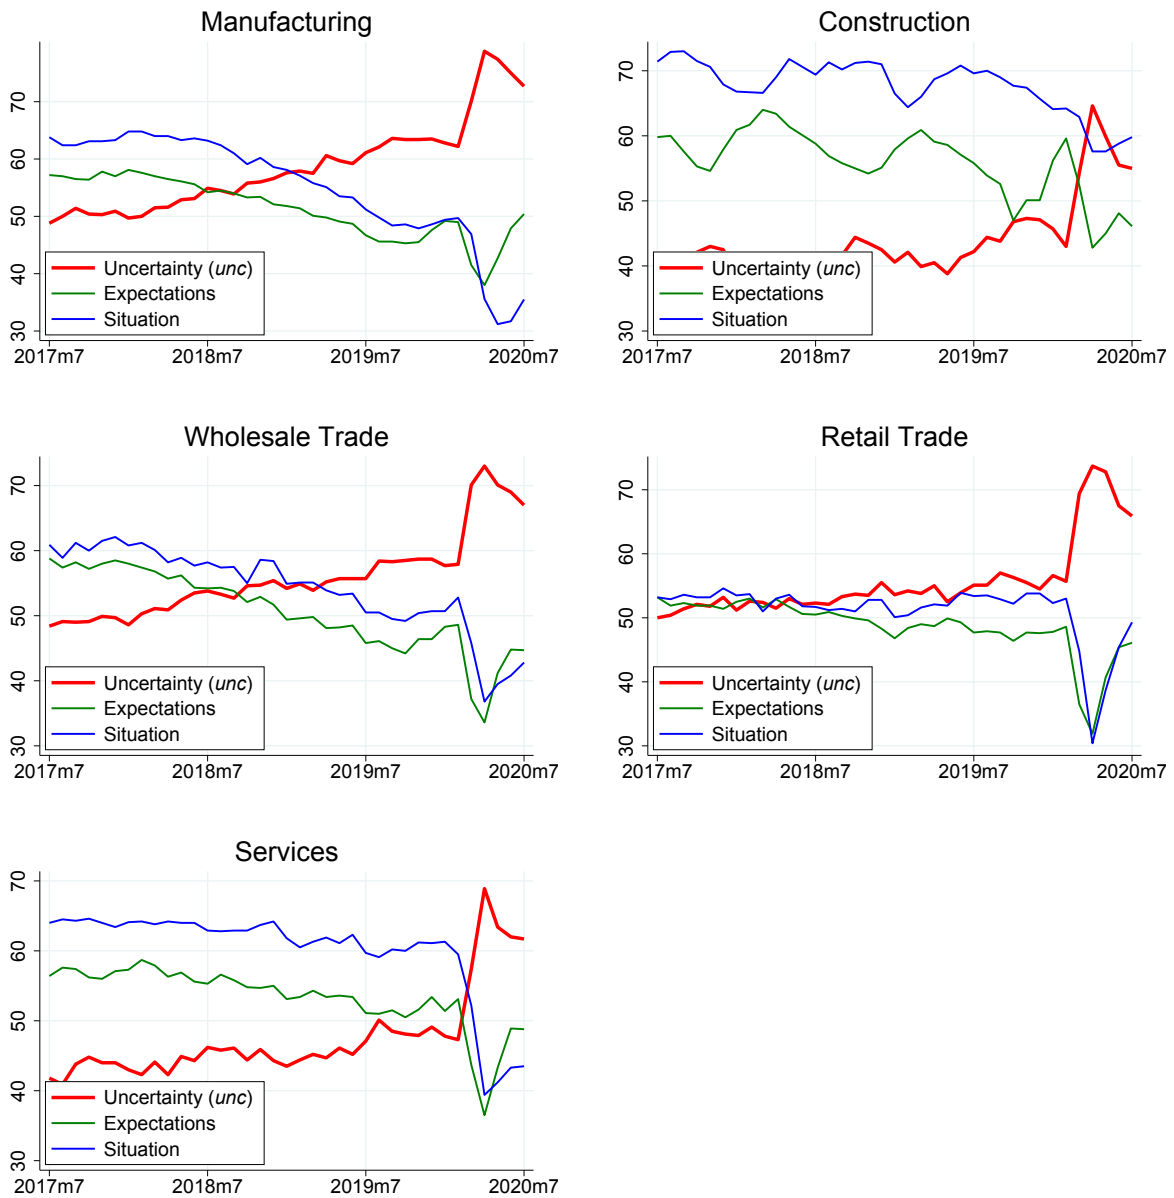 Manufacturing
70
60
50
40
30
Uncertainty (unc)
Expectations
Situation
2017m7 2018m7 2019m7 2020m7
Construction
70
60
50
40
30
Uncertainty (unc)
Expectations
Situation
2017m7 2018m7 2019m7 2020m7
Wholesale Trade
70
60
50
40
30
Uncertainty (unc)
Expectations
Situation
2017m7 2018m7 2019m7 2020m7
Retail Trade
70
60
50
40
30
Uncertainty (unc)
Expectations
Situation
2017m7 2018m7 2019m7 2020m7
Services
70
60
50
40
30
Uncertainty (unc)
Expectations
Situation
2017m7 2018m7 2019m7 2020m7